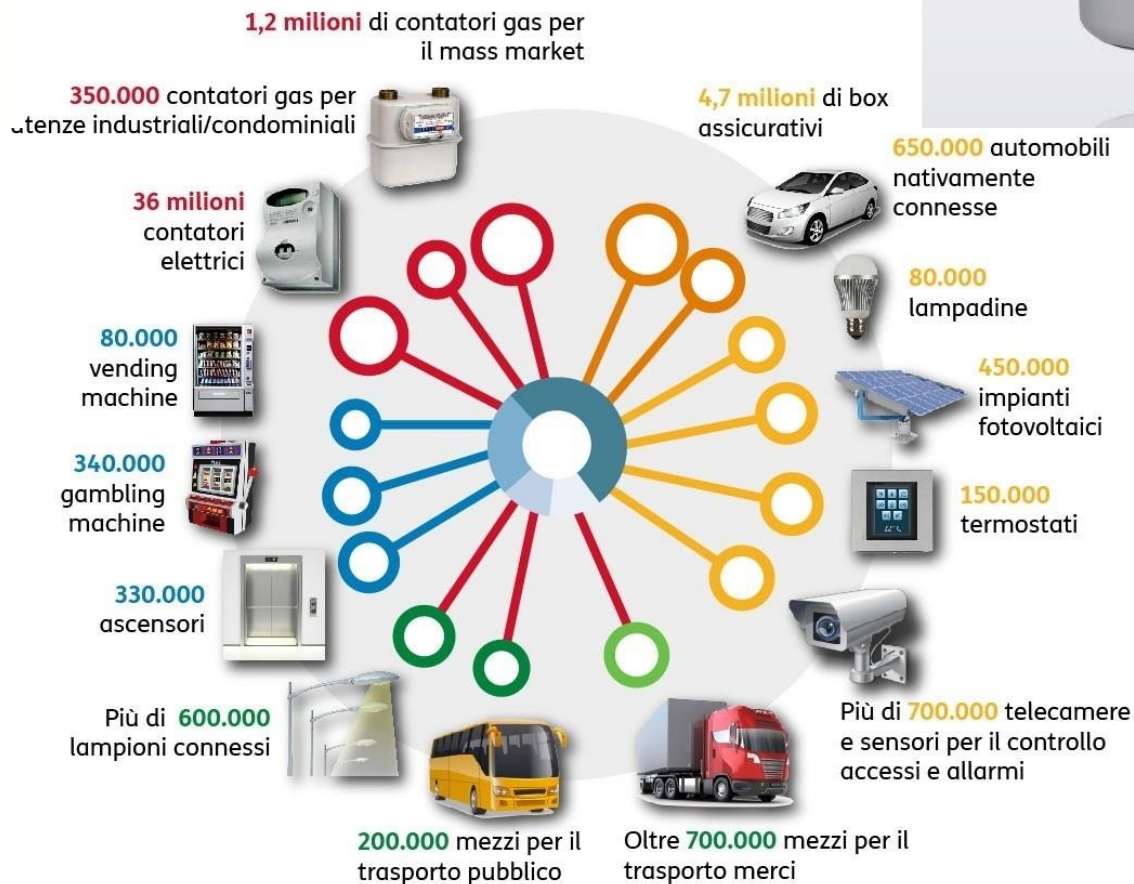 1,2 milioni di contatori gas per
il mass market
350.000 contatori gas per
utenze industriali/condominiali
36 milioni
contatori
elettrici
80.000
vending
machine
340.000
gambling
machine
330.000
ascensori
Più di 600.000
lampioni connessi
200.000 mezzi per il
trasporto pubblico
Oltre 700.000 mezzi per il
trasporto merci
Più di 700.000 telecamere
e sensori per il controllo
accessi e allarmi
150.000
termostati
450.000
impianti
fotovoltaici
80.000
lampadine
650.000 automobili
nativamente
connesse
4,7 milioni di box
assicurativi